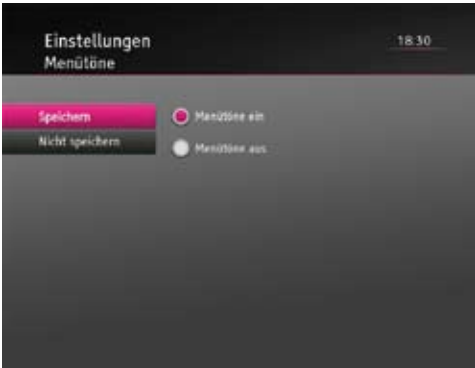 Einstellungen
18:30
Menütöne
Speichern
Menütöne ein
Nicht speichern
Menütöne aus